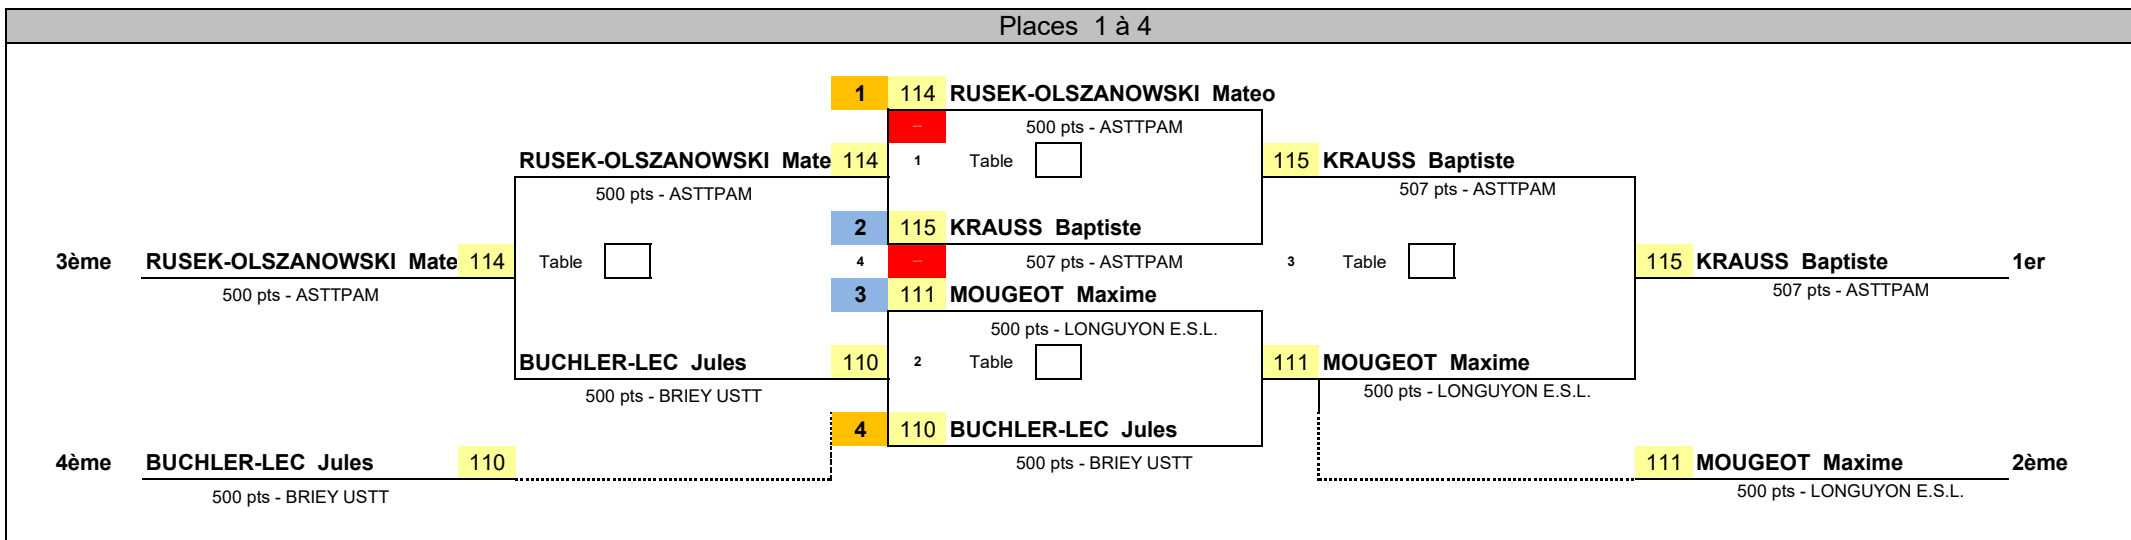 Places 1 à 4
1 114 RUSEK-OLSZANOWSKI Mateo
--- 500 pts - ASTTPAM
RUSEK-OLSZANOWSKI Mate 114 1 Table 115 KRAUSS Baptiste
500 pts - ASTTPAM 507 pts - ASTTPAM
2 115 KRAUSS Baptiste
3ème RUSEK-OLSZANOWSKI Mate 114 Table 4 --- 507 pts - ASTTPAM 3 Table 115 KRAUSS Baptiste 1er
500 pts - ASTTPAM 3 111 MOUGEOT Maxime 507 pts - ASTTPAM
500 pts - LONGUYON E.S.L.
BUCHLER-LEC Jules 110 2 Table 111 MOUGEOT Maxime
500 pts - BRIEY USTT 500 pts - LONGUYON E.S.L.
4 110 BUCHLER-LEC Jules
4ème BUCHLER-LEC Jules 110 500 pts - BRIEY USTT 111 MOUGEOT Maxime 2ème
500 pts - BRIEY USTT 500 pts - LONGUYON E.S.L.